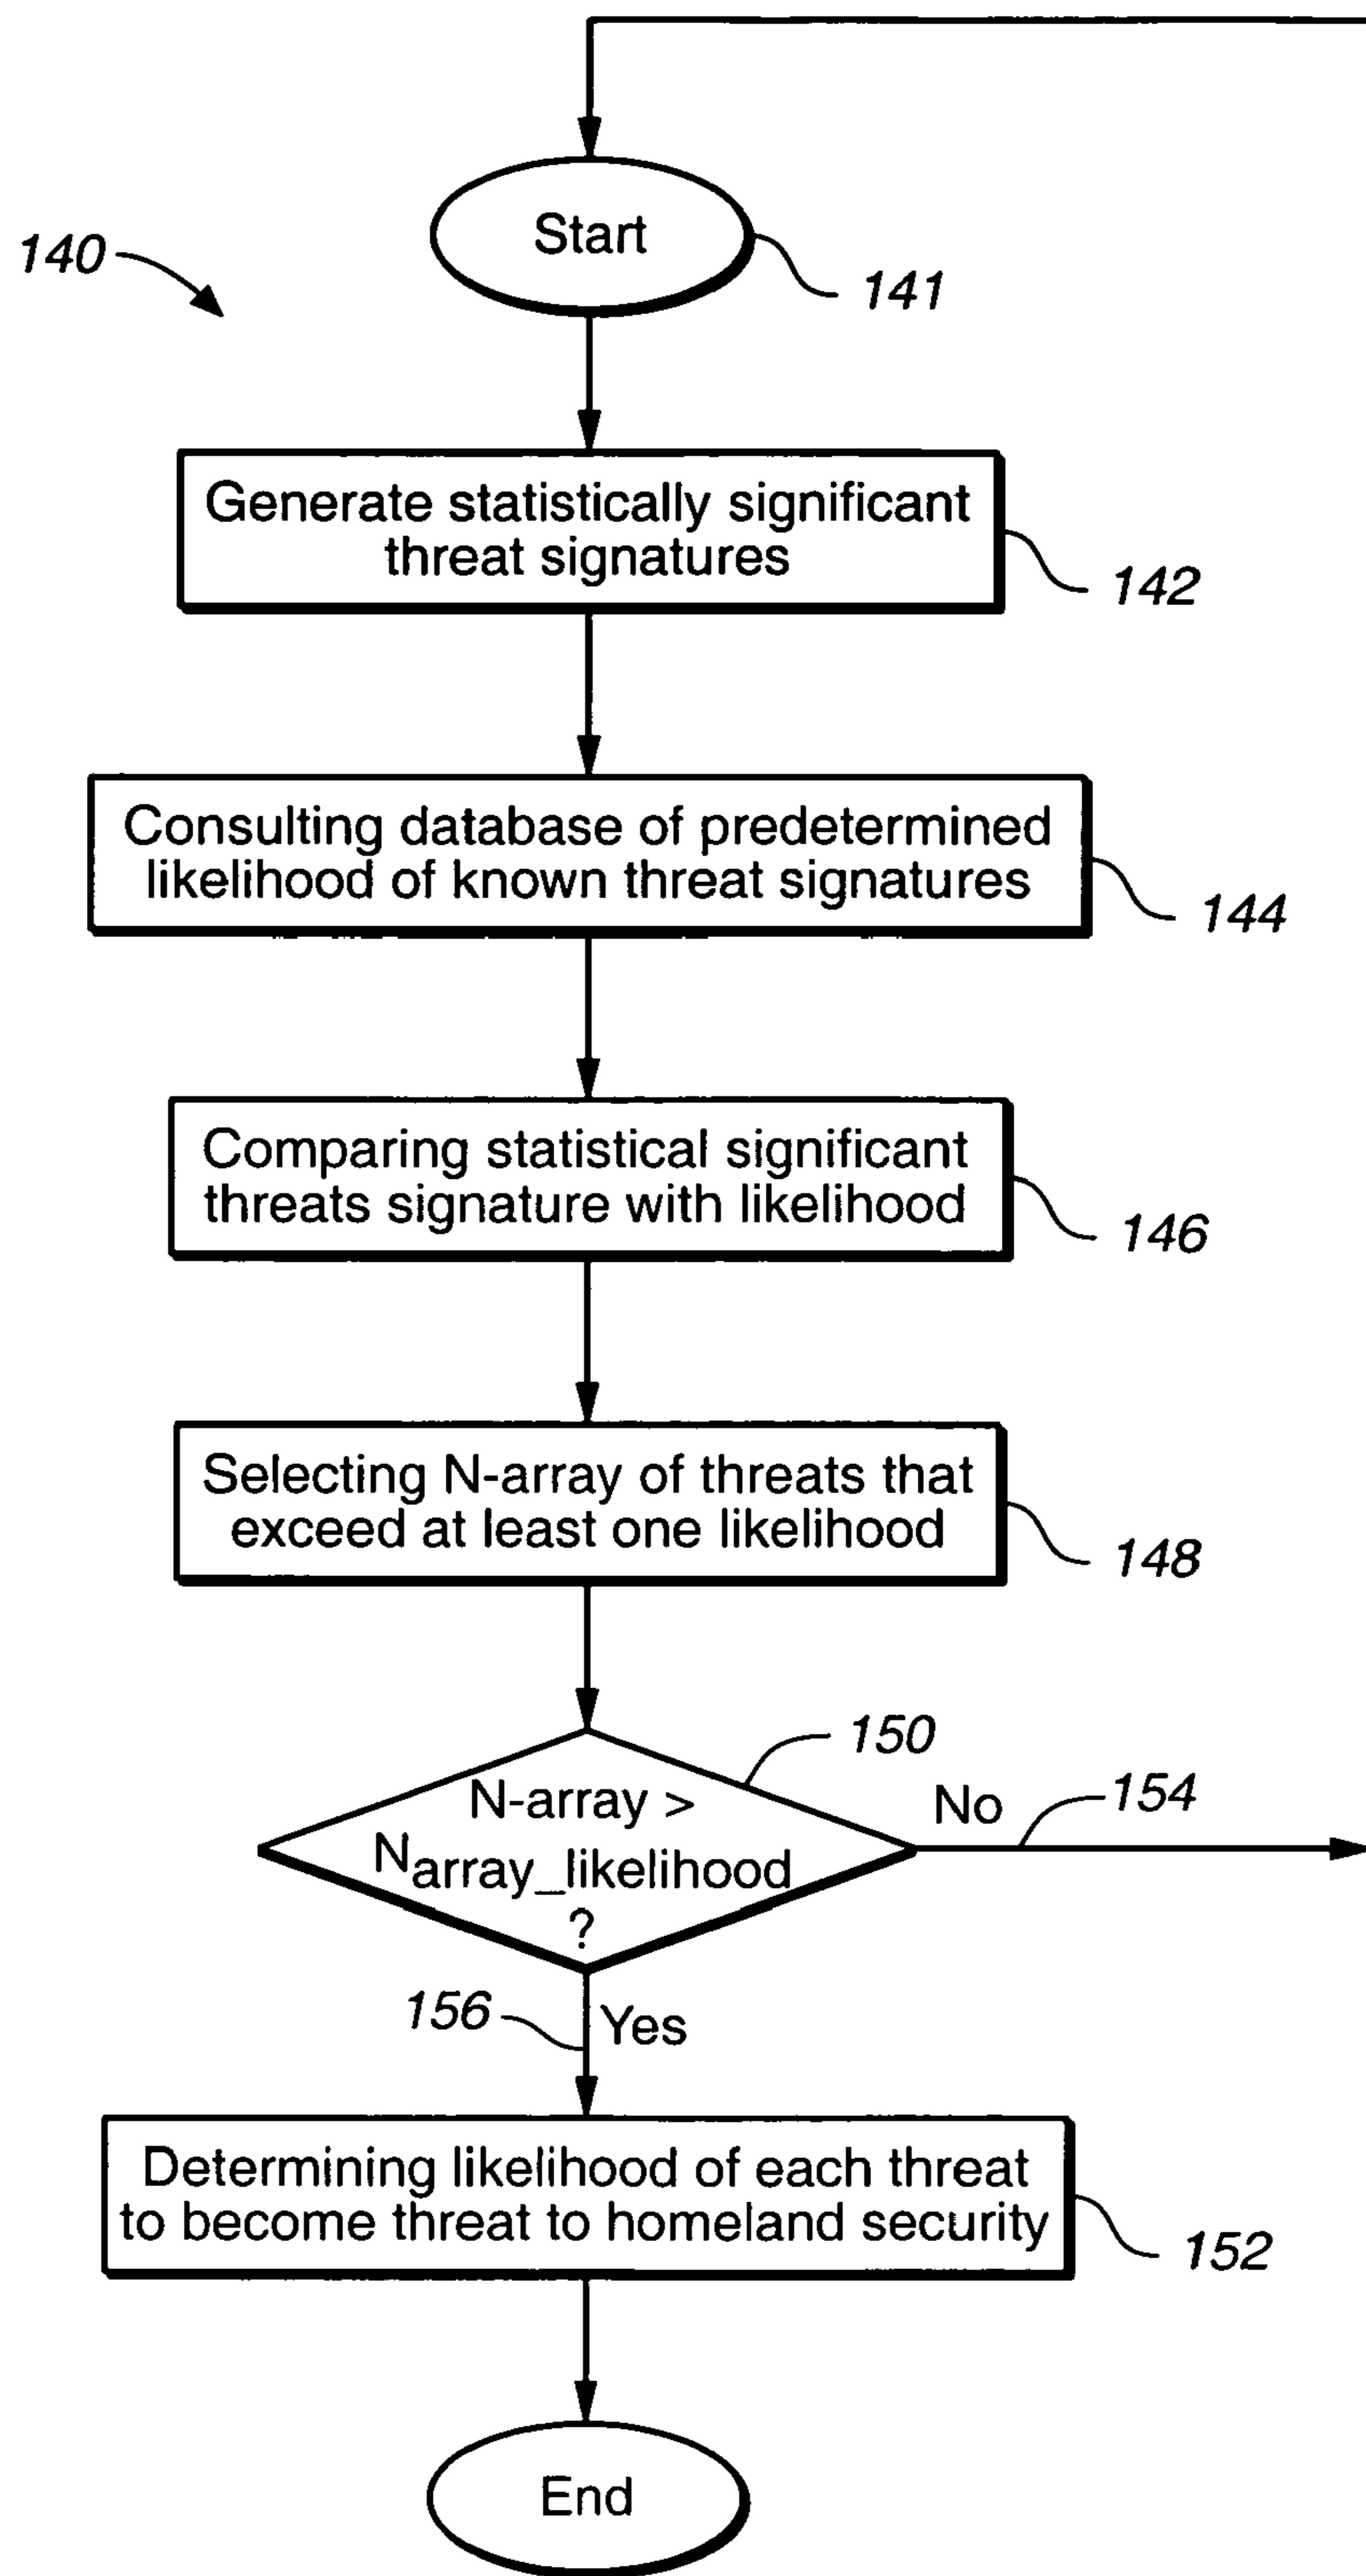 Start
140
141
Generate statistically significant
threat signatures
142
Consulting database of predetermined
likelihood of known threat signatures
144
Comparing statistical significant
threats signature with likelihood
146
Selecting N-array of threats that
exceed at least one likelihood
148
150
N-array >
Narray_likelihood
?
No
154
156
Yes
Determining likelihood of each threat
to become threat to homeland security
152
End